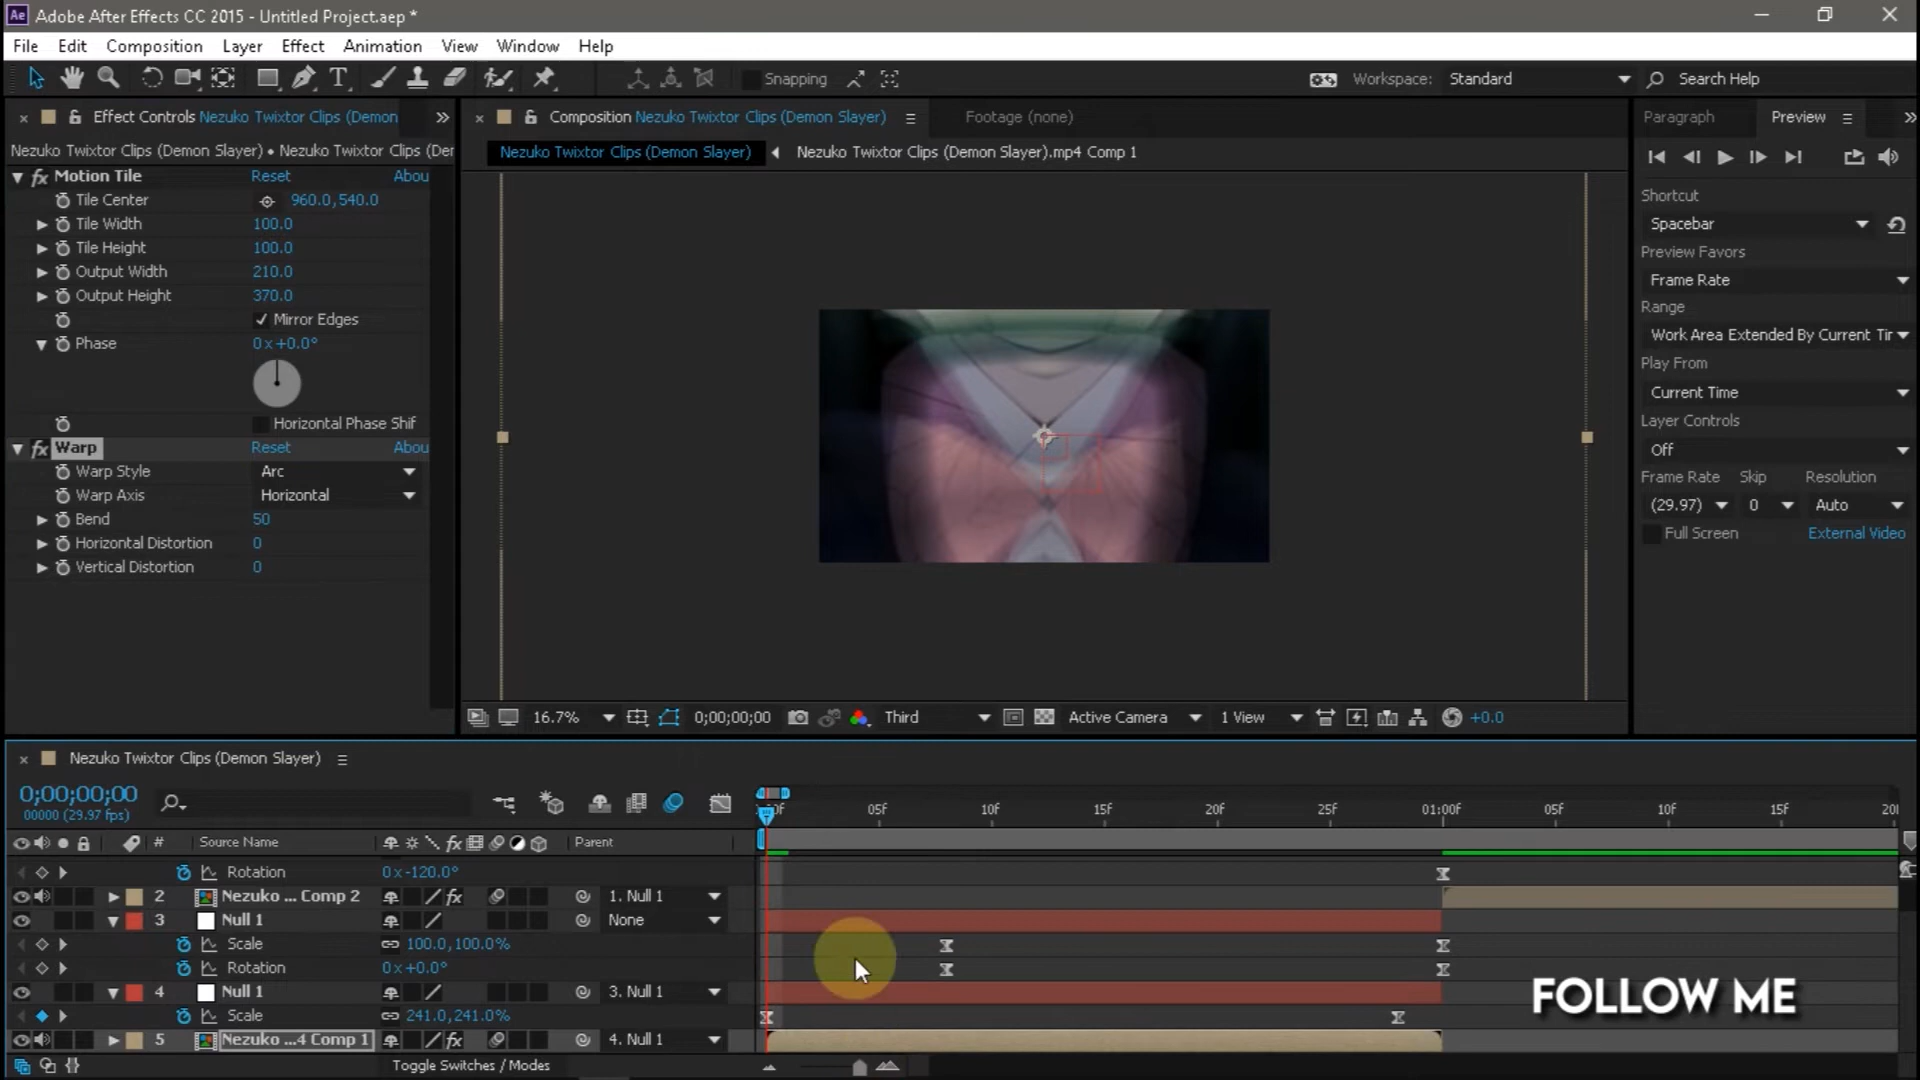 Ae Adobe After Effects CC 2015 - Untitled Project.aep *
File Edit Composition Layer Effect Animation View Window Help
T Snapping Workspace: Standard Search Help
Effect Controls Nezuko Twixtor Clips (Demon
Composition Nezuko Twixtor Clips (Demon Slayer) Footage (none)
Paragraph Preview
Nezuko Twixtor Clips (Demon Slayer) • Nezuko Twixtor Clips (Der
Nezuko Twixtor Clips (Demon Slayer) Nezuko Twixtor Clips (Demon Slayer).mp4 Comp 1
fx Motion Tile Reset Abou
Tile Center 960.0,540.0
Tile Width 100.0
Tile Height 100.0
Output Width 210.0
Output Height 370.0
Mirror Edges
Phase 0x+0.0°
Horizontal Phase Shif
fx Warp Reset Abou
Warp Style Arc
Warp Axis Horizontal
Bend 50
Horizontal Distortion 0
Vertical Distortion 0
Shortcut
Spacebar
Preview Favors
Frame Rate
Range
Work Area Extended By Current Tir
Play From
Current Time
Layer Controls
Off
Frame Rate Skip Resolution
(29.97) 0 Auto
Full Screen External Video
16.7% 0;00;00;00 Third Active Camera 1 View +0.0
Nezuko Twixtor Clips (Demon Slayer)
0;00;00;00
00000 (29.97 fps)
05f 10f 15f 20f 25f 01:00f 05f 10f 15f 20
# Source Name fx Parent
Rotation 0x-120.0°
2 Nezuko ... Comp 2 fx 1. Null 1
3 Null 1 None
Scale 100.0,100.0%
Rotation 0x+0.0°
4 Null 1 3. Null 1
Scale 241.0,241.0%
5 Nezuko ...4 Comp 1 fx 4. Null 1
Toggle Switches / Modes
FOLLOW ME